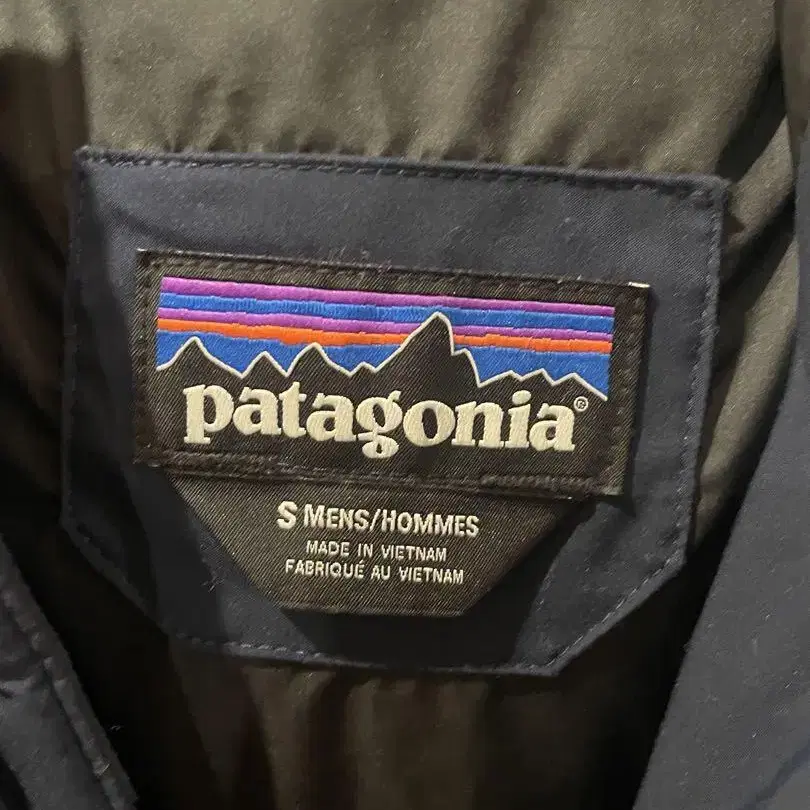 patagonia®
S MENS/HOMMES
MADE IN VIETNAM
FABRIQUÉ AU VIETNAM